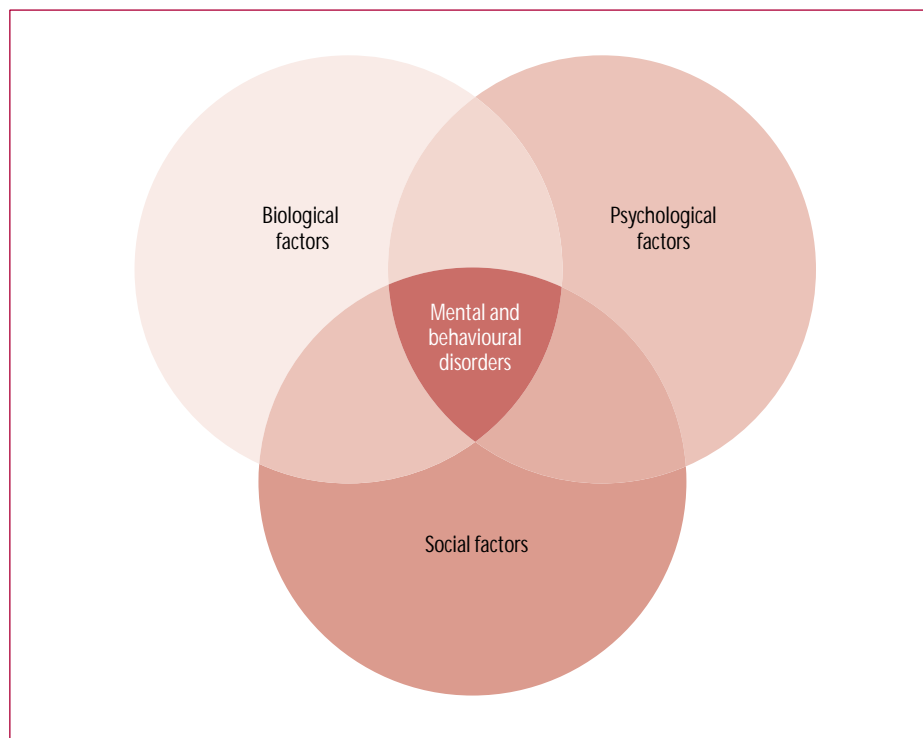 Biological
factors
Psychological
factors
Mental and
behavioural
disorders
Social factors